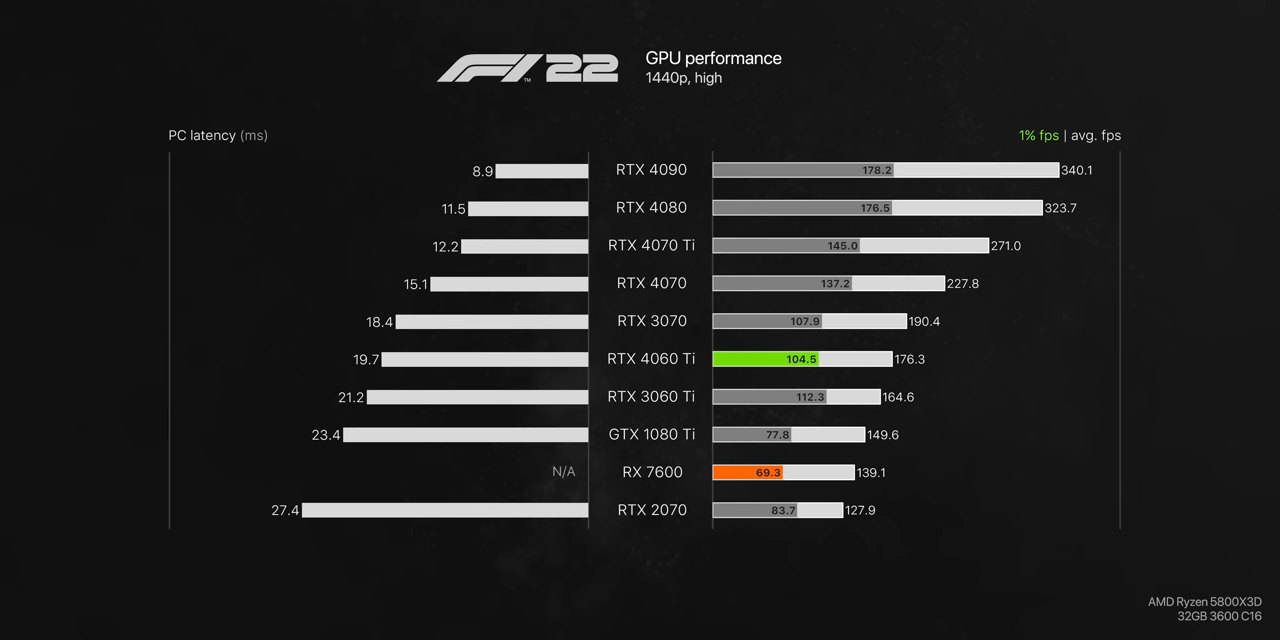 F1 22
™
GPU performance
1440p, high
PC latency (ms)
1% fps | avg. fps
8.9 RTX 4090 178.2 340.1
11.5 RTX 4080 176.5 323.7
12.2 RTX 4070 Ti 145.0 271.0
15.1 RTX 4070 137.2 227.8
18.4 RTX 3070 107.9 190.4
19.7 RTX 4060 Ti 104.5 176.3
21.2 RTX 3060 Ti 112.3 164.6
23.4 GTX 1080 Ti 77.8 149.6
N/A RX 7600 69.3 139.1
27.4 RTX 2070 83.7 127.9
AMD Ryzen 5800X3D
32GB 3600 C16